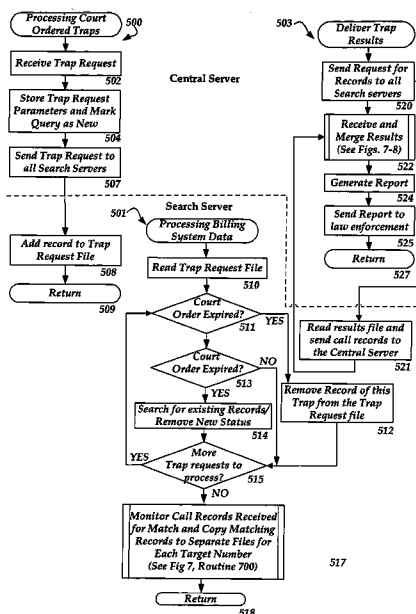 Processing Court
Ordered Traps
500
Receive Trap Request
502
Store Trap Request
Parameters and Mark
Query as New
504
Send Trap Request to
all Search Servers
507
Central Server
503
Deliver Trap
Results
Send Request for
Records to all
Search servers
520
Receive and
Merge Results
(See Figs. 7-8)
522
Generate Report
524
Send Report to
law enforcement
525
Return
527
Add record to Trap
Request File
508
Return
509
Search Server
501
Processing Billing
System Data
Read Trap Request File
510
Court
Order Expired?
511
YES
Court
Order Expired?
513
NO
YES
Search for existing Records/
Remove New Status
514
YES
More
Trap requests to
process?
515
NO
Read results file and
send call records to
the Central Server
521
Remove Record of this
Trap from the Trap
Request file
512
Monitor Call Records Received
for Match and Copy Matching
Records to Separate Files for
Each Target Number
(See Fig 7, Routine 700)
517
Return
518